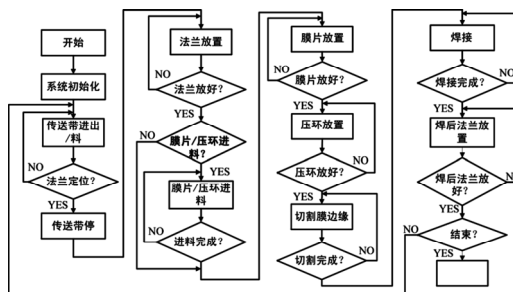 开始
系统初始化
传送带进出
/料
NO
法兰定位?
YES
传送带停
法兰放置
NO
法兰放好?
YES
NO
膜片/压环进
料?
YES
膜片/压环进
料
NO
进料完成?
膜片放置
NO
膜片放好?
YES
压环放置
压环放好?
NO
YES
切割膜边缘
切割完成?
NO
焊接
焊接完成?
NO
YES
焊后法兰放
置
焊后法兰放
好?
NO
YES
NO
结束?
YES